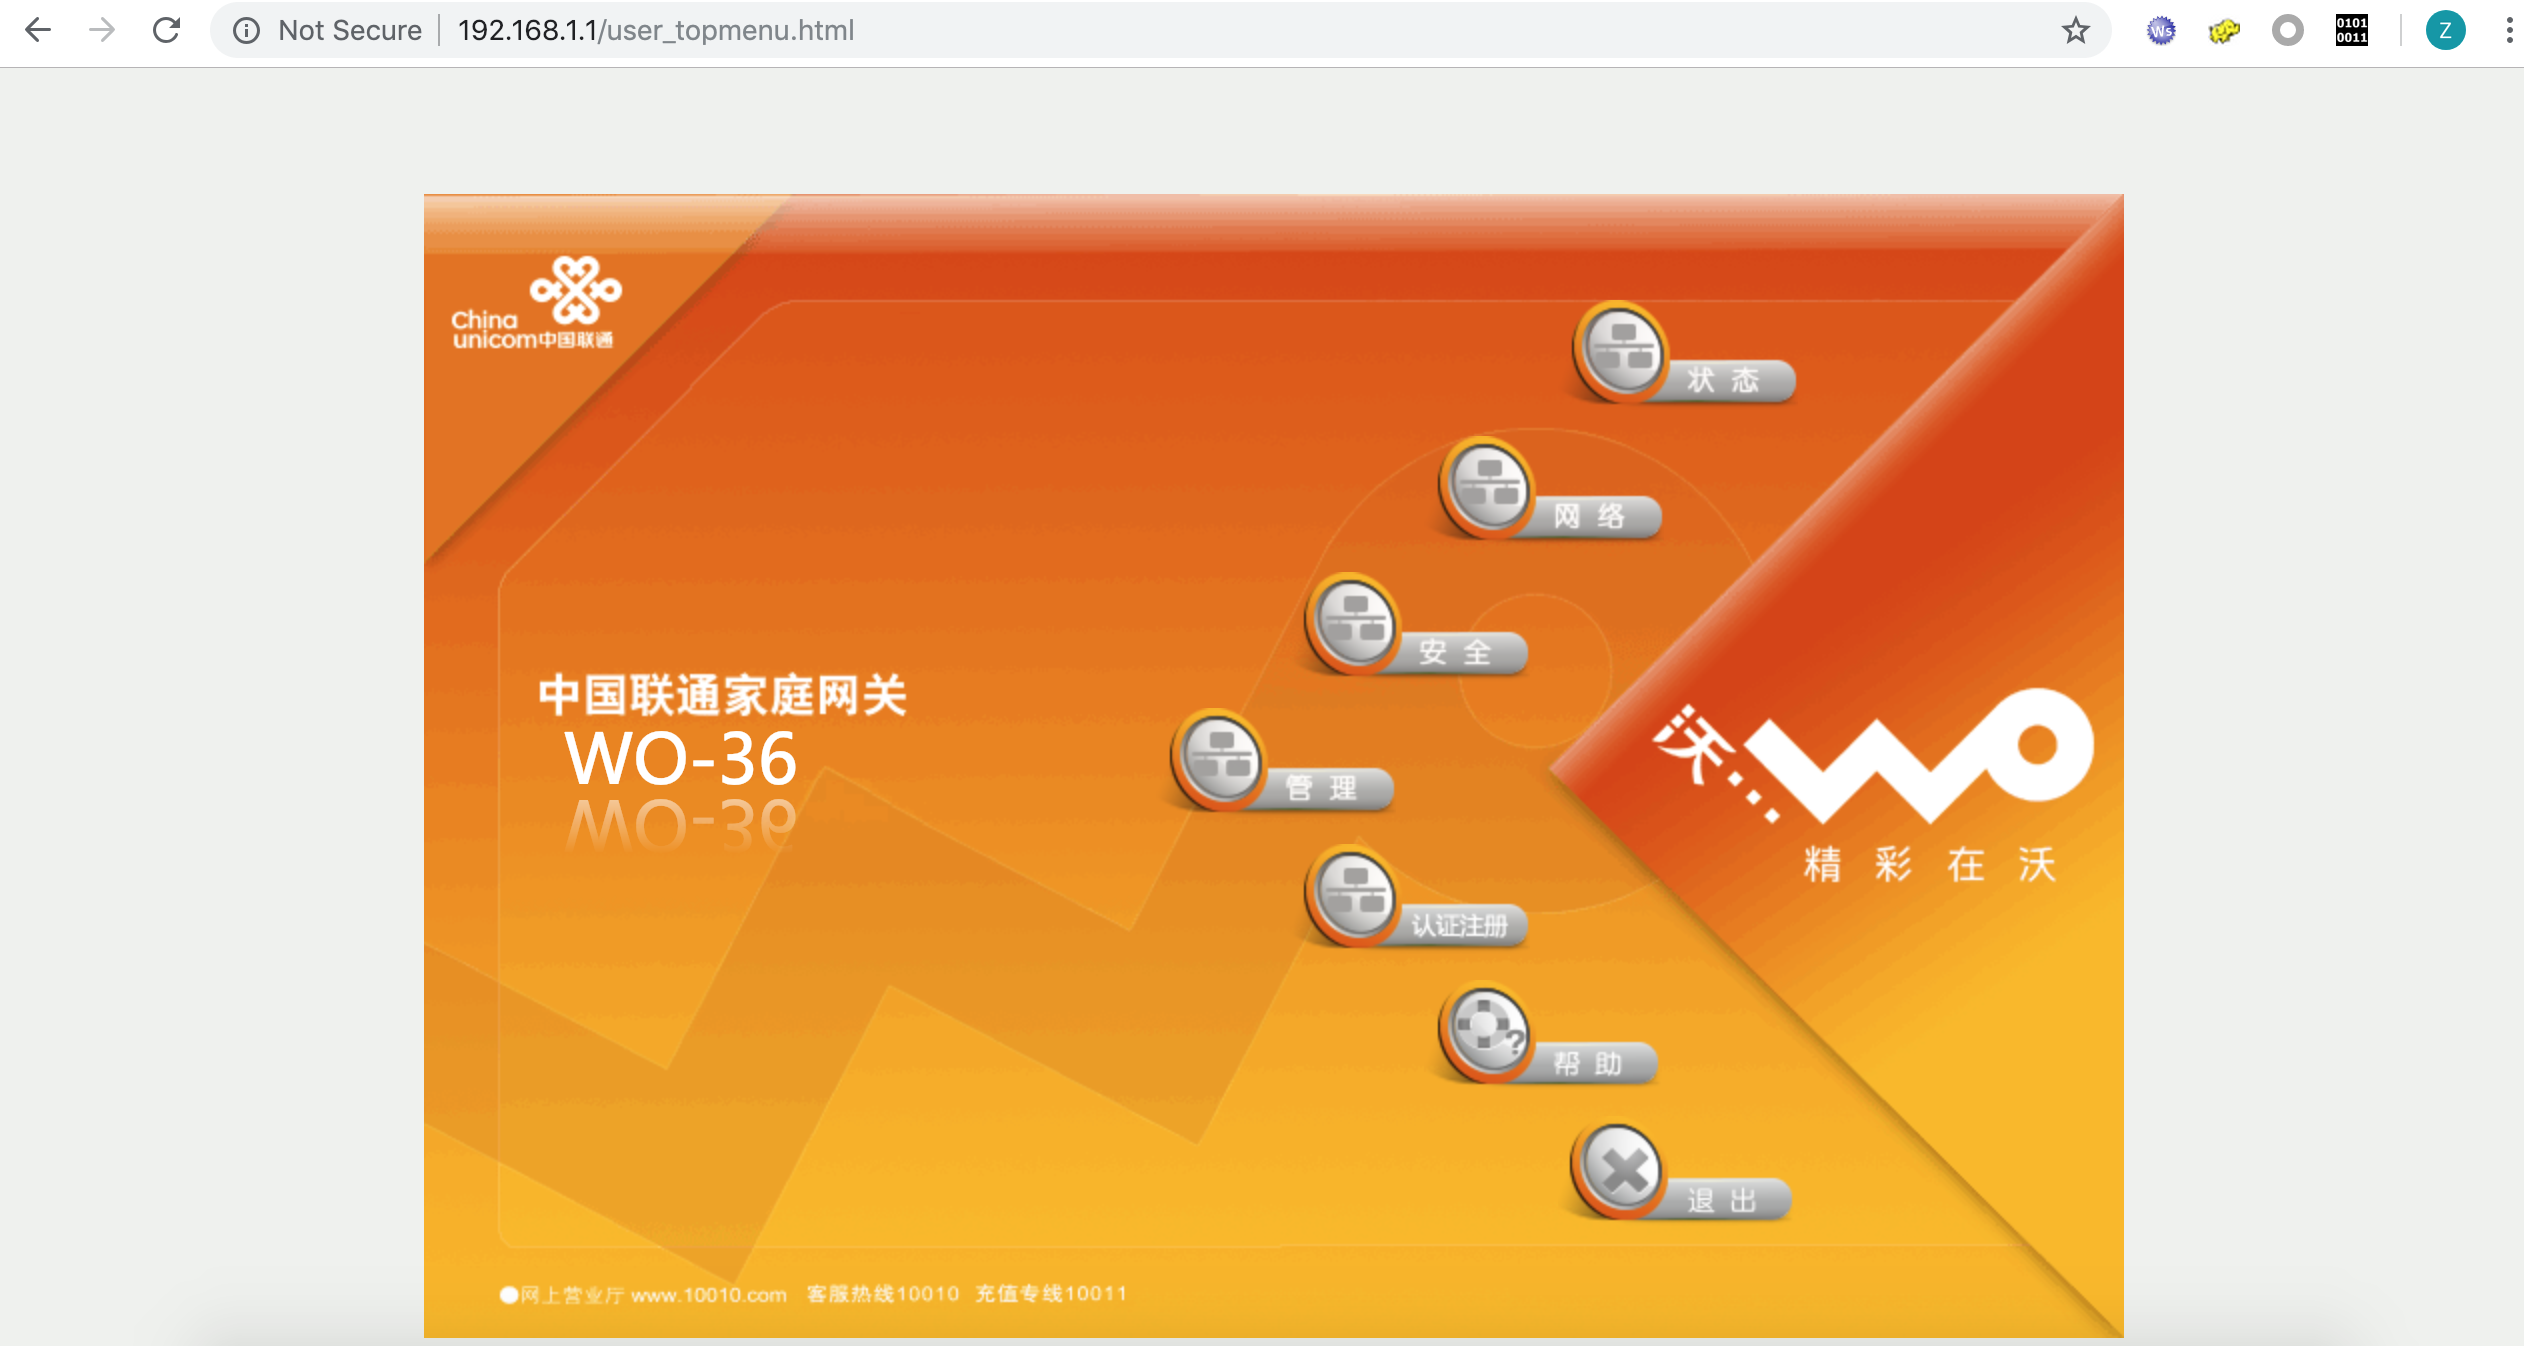 Not Secure 192.168.1.1/user_topmenu.html
Ws
0101
0011
Z
China
unicom中国联通
状态
网络
安全
中国联通家庭网关
WO-36
管理
沃...
WO
精彩在沃
认证注册
帮助
退出
网上营业厅 www.10010.com 客服热线10010 充值专线10011